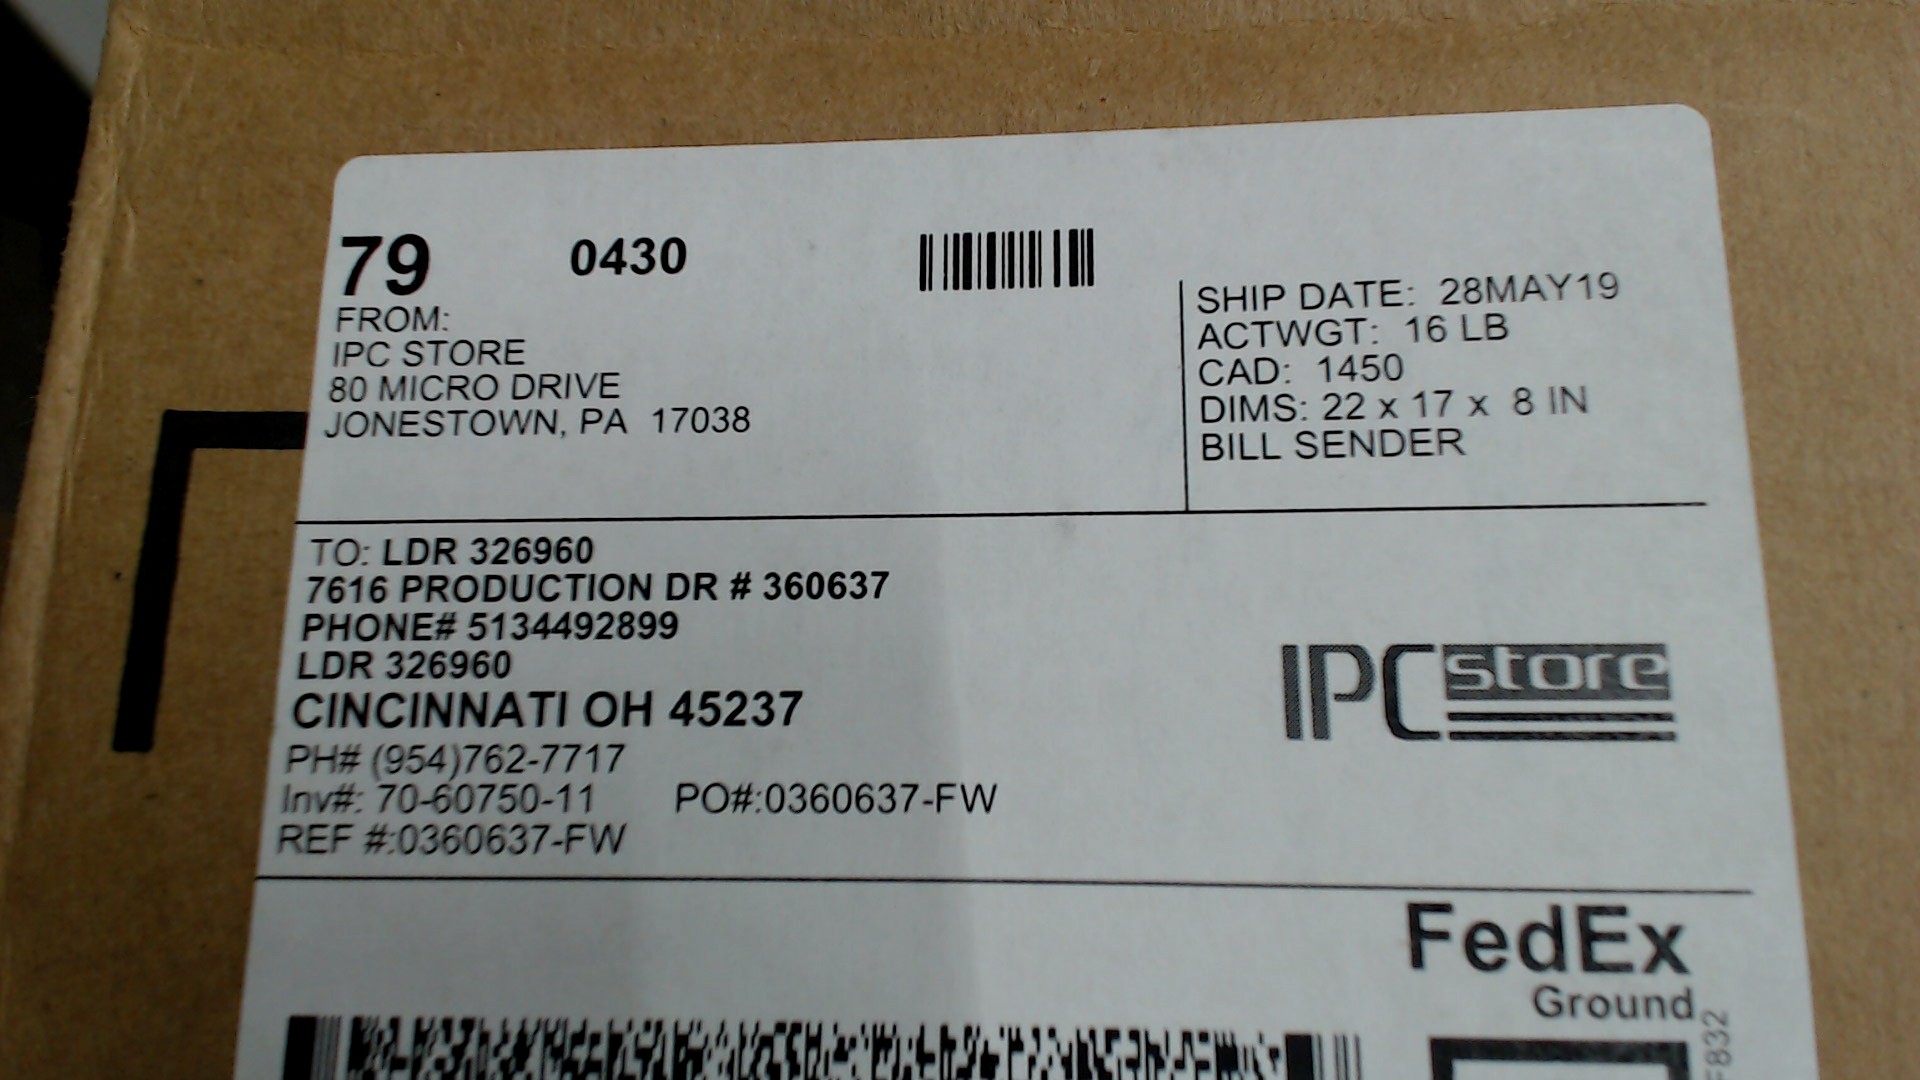 79 0430
FROM:
IPC STORE
80 MICRO DRIVE
JONESTOWN, PA 17038
SHIP DATE: 28MAY19
ACTWGT: 16 LB
CAD: 1450
DIMS: 22 x 17 x 8 IN
BILL SENDER
TO: LDR 326960
7616 PRODUCTION DR # 360637
PHONE# 5134492899
LDR 326960
CINCINNATI OH 45237
PH# (954)762-7717
Inv#: 70-60750-11 PO#:0360637-FW
REF #:0360637-FW
IPC store
FedEx
Ground
F832